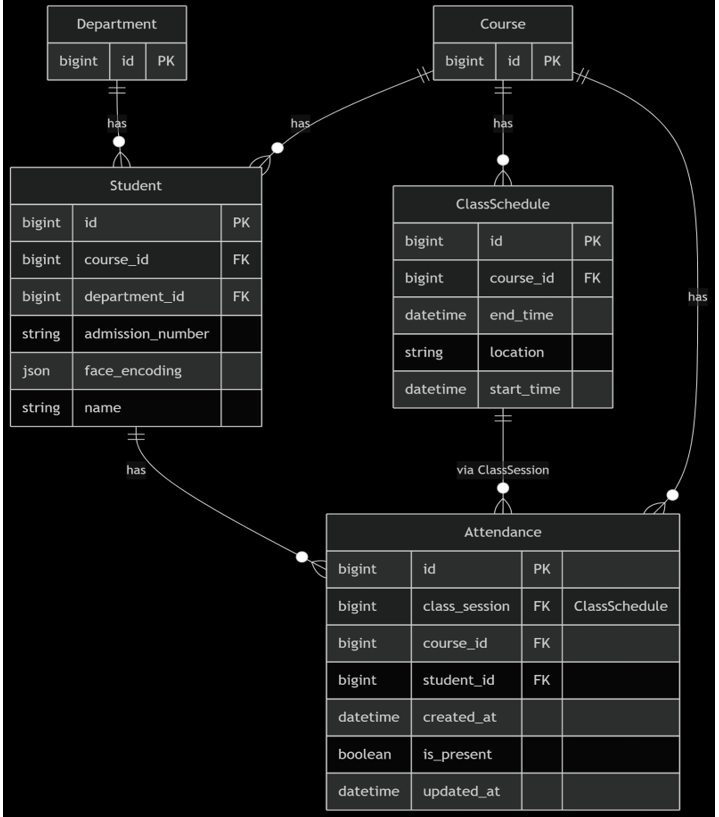 Department
bigint id PK
Course
bigint id PK
has
has
has
Student
bigint id PK
bigint course_id FK
bigint department_id FK
string admission_number
json face_encoding
string name
ClassSchedule
bigint id PK
bigint course_id FK
datetime end_time
string location
datetime start_time
has
has
via ClassSession
Attendance
bigint id PK
bigint class_session FK ClassSchedule
bigint course_id FK
bigint student_id FK
datetime created_at
boolean is_present
datetime updated_at